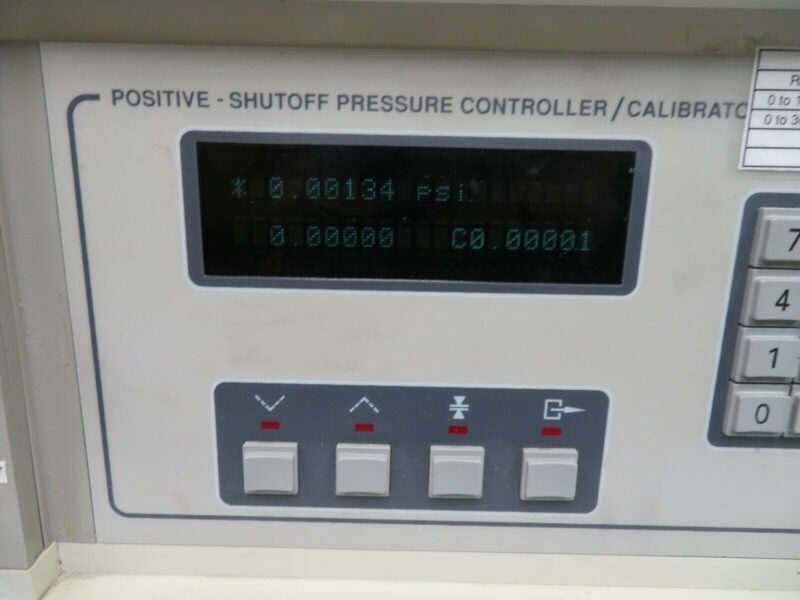 POSITIVE - SHUTOFF PRESSURE CONTROLLER/CALIBRATO
* 0.00134 psi
0.00000 C0.00001
0 to 1
0 to 3
7
4
1
0